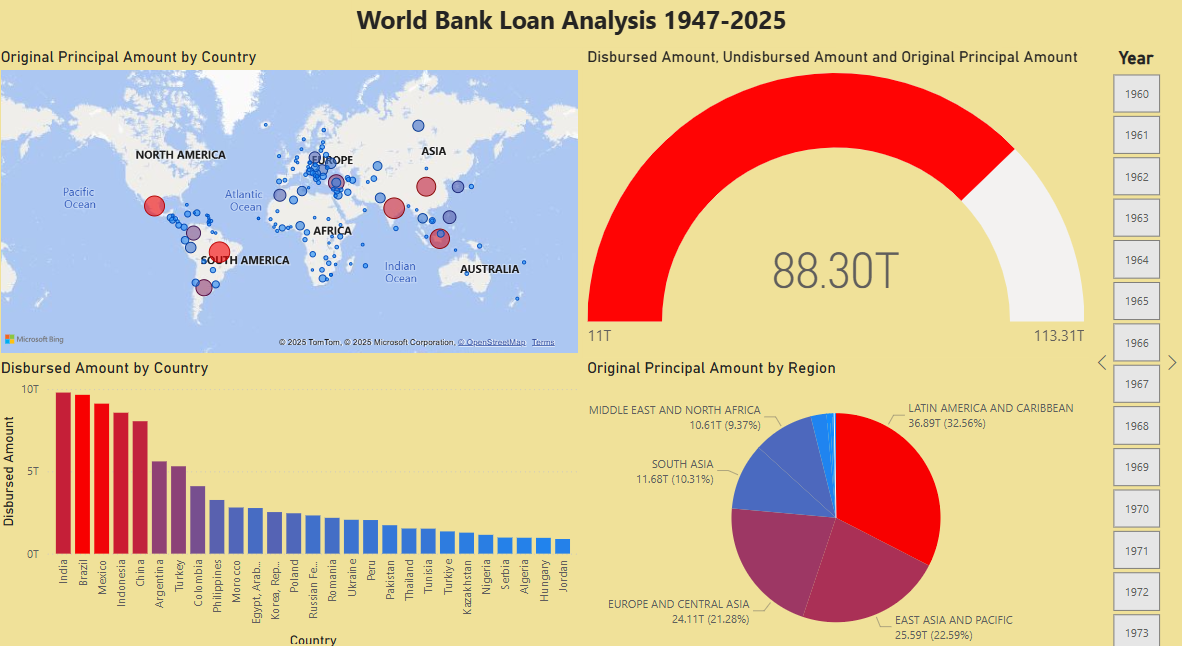 World Bank Loan Analysis 1947-2025
Original Principal Amount by Country
NORTH AMERICA
EUROPE
ASIA
Pacific
Ocean
Atlantic
Ocean
AFRICA
SOUTH AMERICA
Indian
Ocean
AUSTRALIA
Microsoft Bing
© 2025 TomTom, © 2025 Microsoft Corporation, © OpenStreetMap Terms
Disbursed Amount, Undisbursed Amount and Original Principal Amount
88.30T
11T
113.31T
Year
1960
1961
1962
1963
1964
1965
1966
1967
1968
1969
1970
1971
1972
1973
Disbursed Amount by Country
Disbursed Amount
10T
5T
0T
India
Brazil
Mexico
Indonesia
China
Argentina
Turkey
Colombia
Philippines
Morocco
Egypt, Arab...
Korea, Rep...
Poland
Russian Fe...
Romania
Ukraine
Peru
Pakistan
Thailand
Tunisia
Turkiye
Kazakhstan
Nigeria
Serbia
Algeria
Hungary
Jordan
Country
Original Principal Amount by Region
MIDDLE EAST AND NORTH AFRICA
10.61T (9.37%)
LATIN AMERICA AND CARIBBEAN
36.89T (32.56%)
SOUTH ASIA
11.68T (10.31%)
EUROPE AND CENTRAL ASIA
24.11T (21.28%)
EAST ASIA AND PACIFIC
25.59T (22.59%)